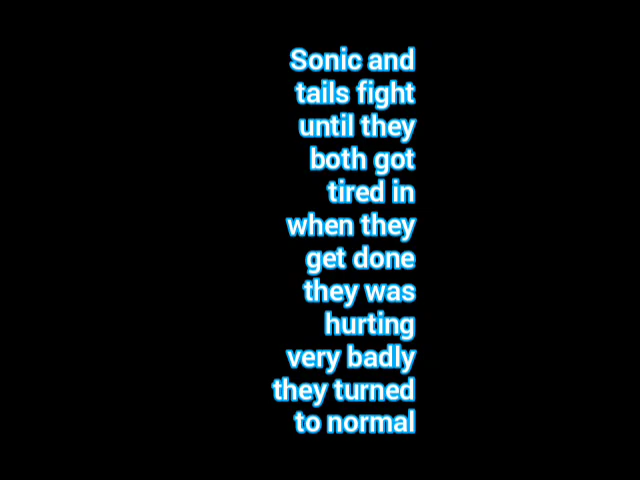 Sonic and
tails fight
until they
both got
tired in
when they
get done
they was
hurting
very badly
they turned
to normal